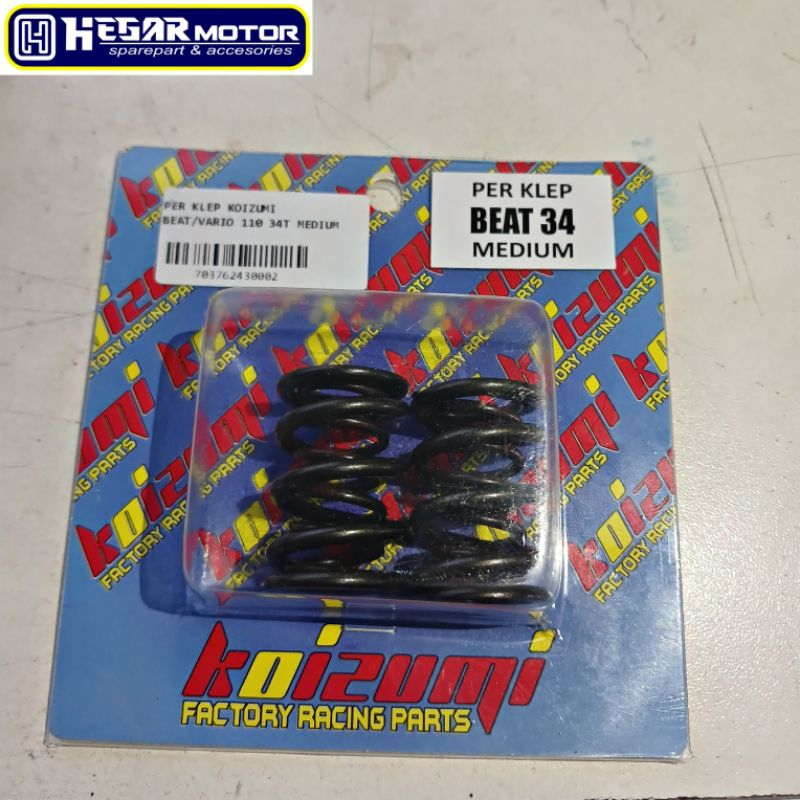 HEGAR MOTOR
sparepart & accesories
PER KLEP KOIZUMI
BEAT/VARIO 110 34T MEDIUM
703762430002
PER KLEP
BEAT 34
MEDIUM
koizumi
FACTORY RACING PARTS